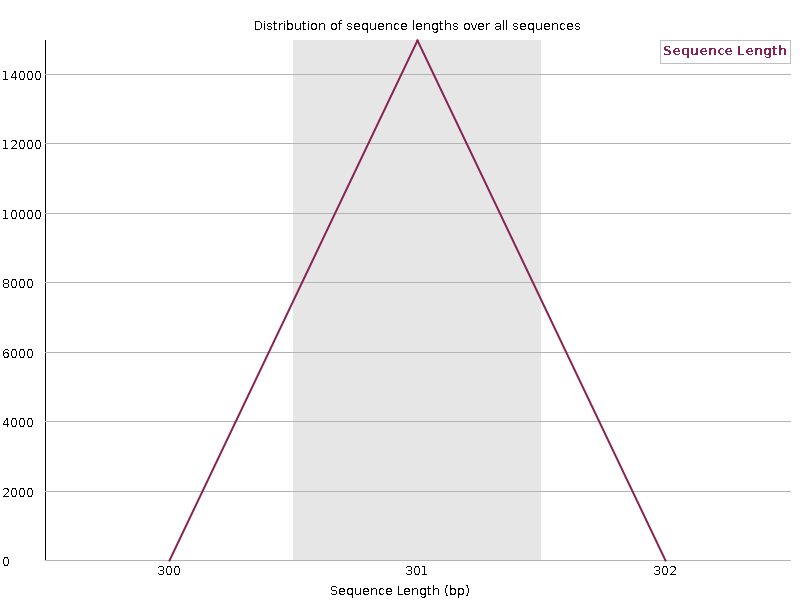 Distribution of sequence lengths over all sequences
Sequence Length
14000
12000
10000
8000
6000
4000
2000
0
300 301 302
Sequence Length (bp)